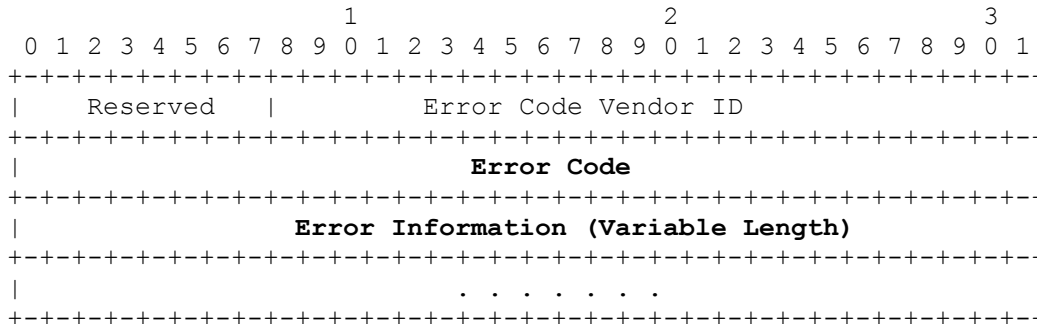 1                   2                   3
 0 1 2 3 4 5 6 7 8 9 0 1 2 3 4 5 6 7 8 9 0 1 2 3 4 5 6 7 8 9 0 1
+-+-+-+-+-+-+-+-+-+-+-+-+-+-+-+-+-+-+-+-+-+-+-+-+-+-+-+-+-+-+-+-
|    Reserved   |         Error Code Vendor ID
+-+-+-+-+-+-+-+-+-+-+-+-+-+-+-+-+-+-+-+-+-+-+-+-+-+-+-+-+-+-+-+-
|                            Error Code
+-+-+-+-+-+-+-+-+-+-+-+-+-+-+-+-+-+-+-+-+-+-+-+-+-+-+-+-+-+-+-+-
|                 Error Information (Variable Length)
+-+-+-+-+-+-+-+-+-+-+-+-+-+-+-+-+-+-+-+-+-+-+-+-+-+-+-+-+-+-+-+-
|                           . . . . . . .
+-+-+-+-+-+-+-+-+-+-+-+-+-+-+-+-+-+-+-+-+-+-+-+-+-+-+-+-+-+-+-+-